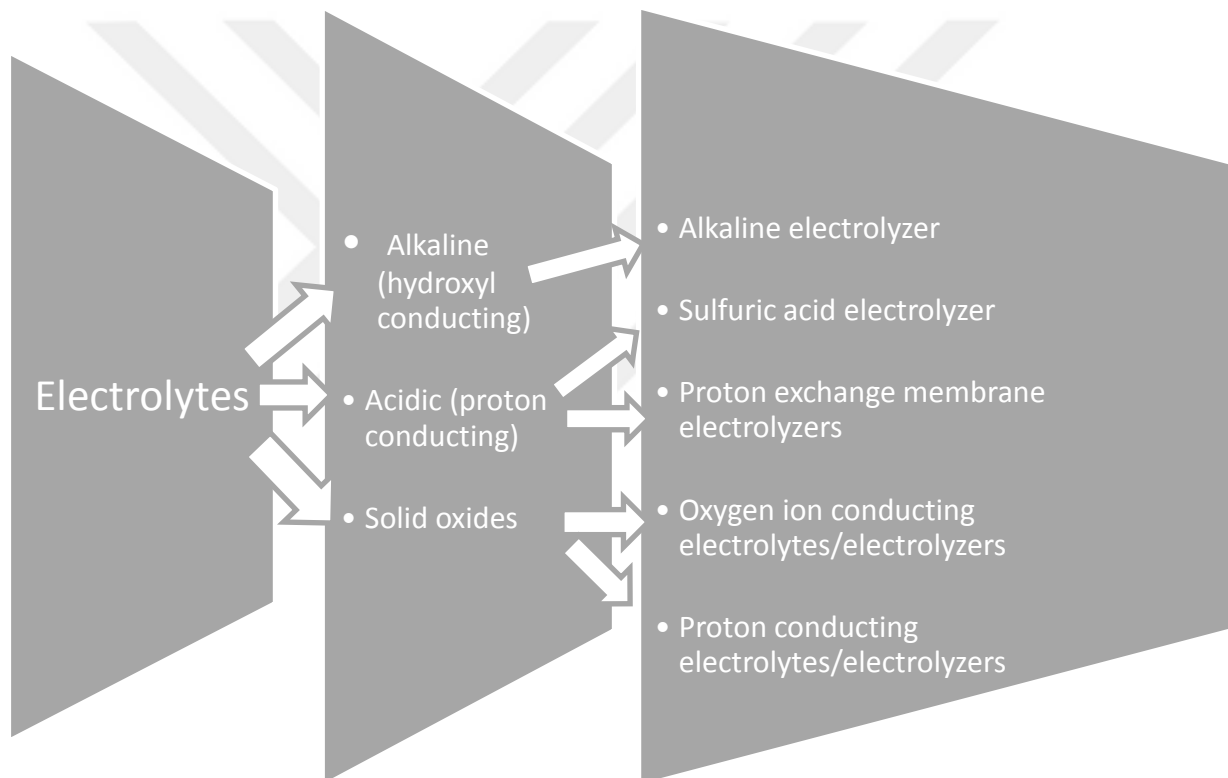 Electrolytes
• Alkaline
(hydroxyl
conducting)
• Acidic (proton
conducting)
• Solid oxides
• Alkaline electrolyzer
• Sulfuric acid electrolyzer
• Proton exchange membrane
electrolyzers
• Oxygen ion conducting
electrolytes/electrolyzers
• Proton conducting
electrolytes/electrolyzers